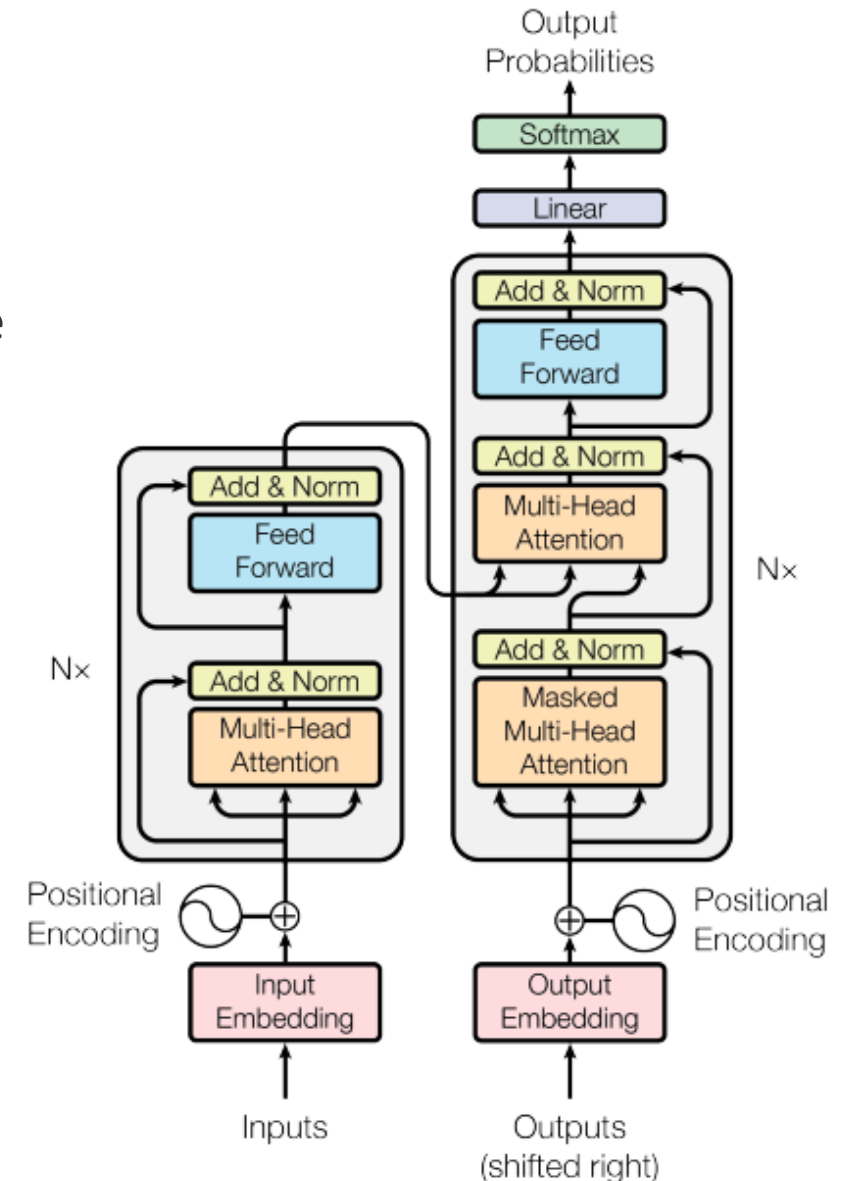 Output
Probabilities
Softmax
Linear
Add & Norm
Feed
Forward
Add & Norm
Multi-Head
Attention
Nx
Add & Norm
Masked
Multi-Head
Attention
Positional
Encoding
Output
Embedding
Outputs
(shifted right)
e
Add & Norm
Feed
Forward
Nx
Add & Norm
Multi-Head
Attention
Positional
Encoding
Input
Embedding
Inputs